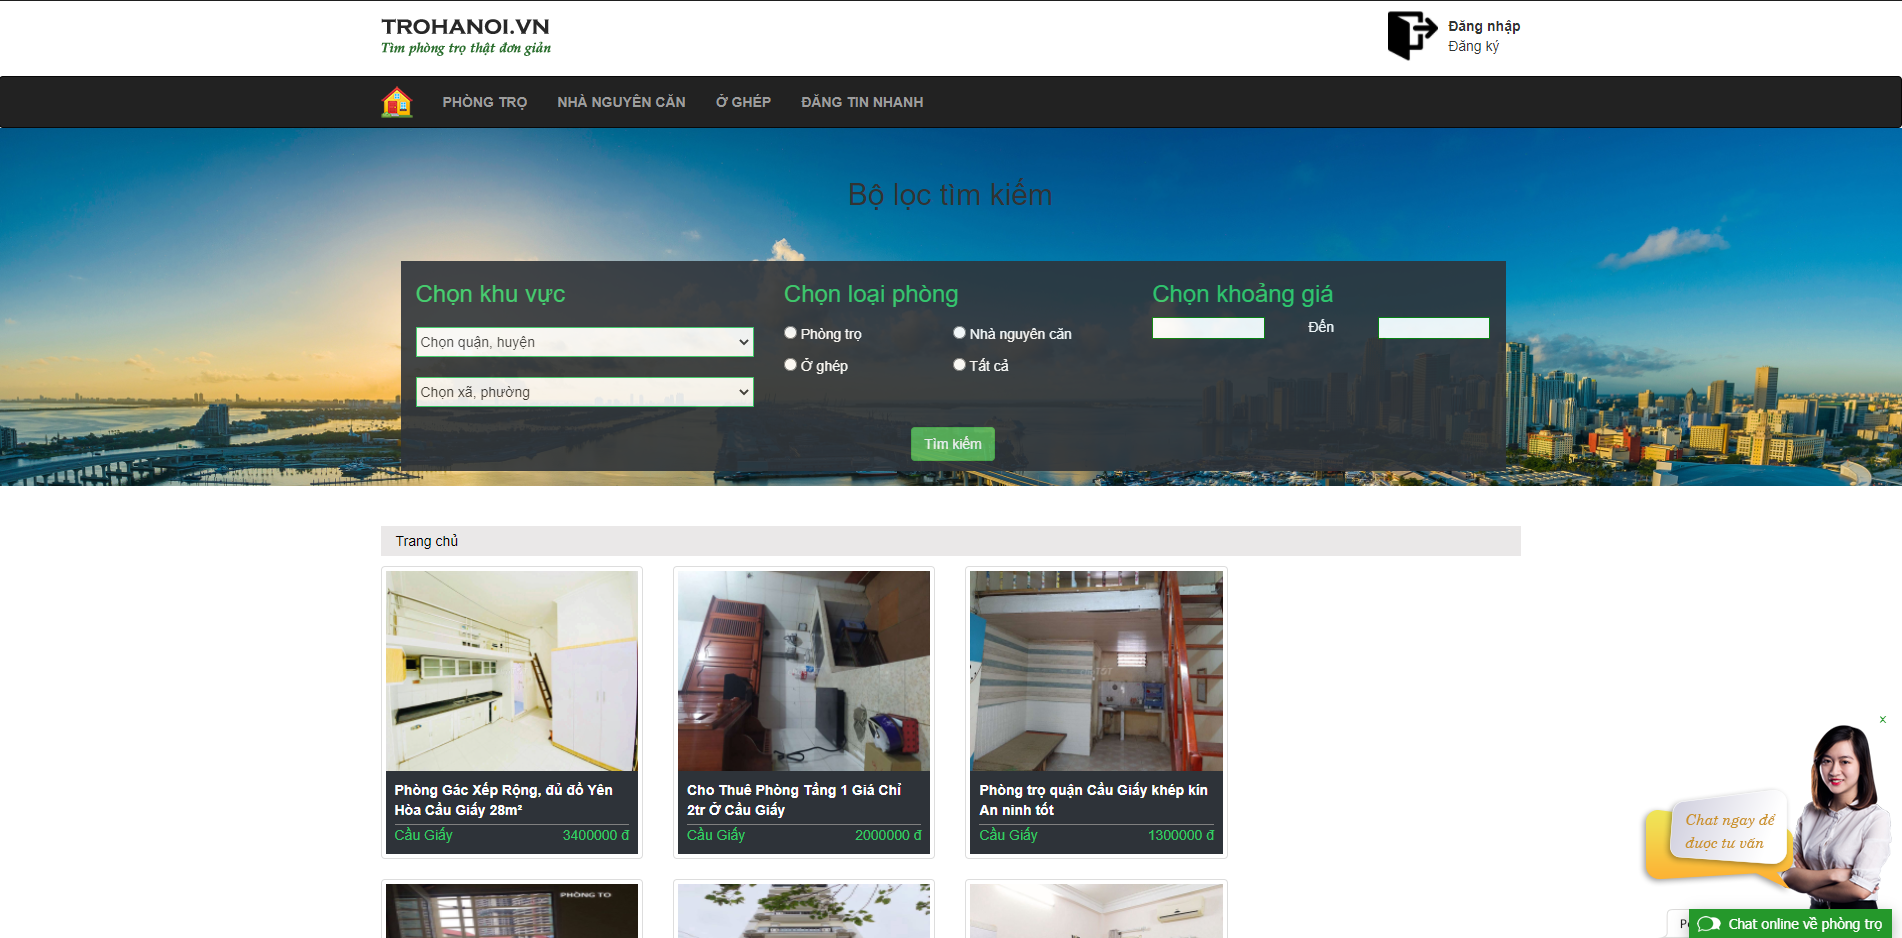 TROHANOI.VN
Tìm phòng trọ thật đơn giản
Đăng nhập
Đăng ký
PHÒNG TRỌ
NHÀ NGUYÊN CĂN
Ở GHÉP
ĐĂNG TIN NHANH
Bộ lọc tìm kiếm
Chọn khu vực
Chọn quận, huyện
Chọn xã, phường
Chọn loại phòng
Phòng trọ
Nhà nguyên căn
Ở ghép
Tất cả
Chọn khoảng giá
Đến
Tìm kiếm
Trang chủ
Phòng Gác Xếp Rộng, đủ đồ Yên
Hòa Cầu Giấy 28m²
Cầu Giấy
3400000 đ
Cho Thuê Phòng Tầng 1 Giá Chỉ
2tr Ở Cầu Giấy
Cầu Giấy
2000000 đ
Phòng trọ quận Cầu Giấy khép kín
An ninh tốt
Cầu Giấy
1300000 đ
PHÒNG TO
x
Chat ngay để
được tư vấn
Chat online về phòng trọ